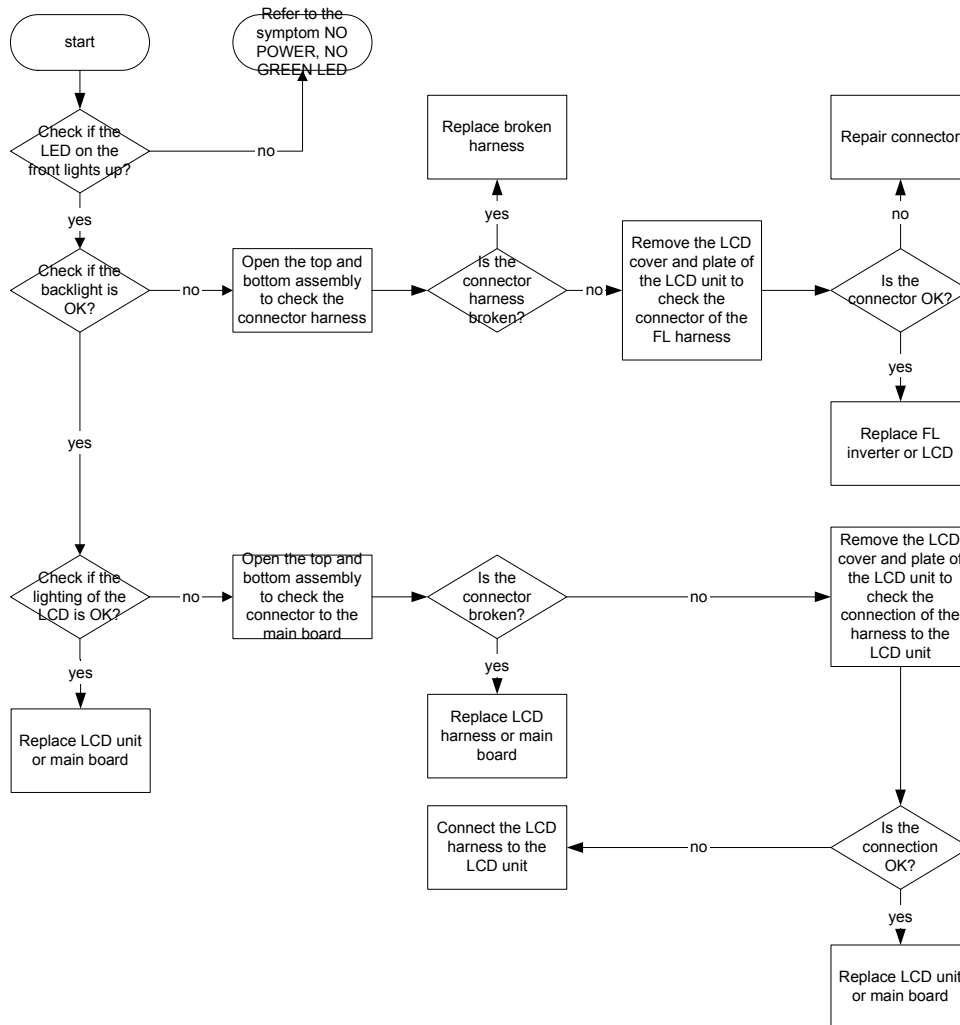 start
Refer to the
symptom NO
POWER, NO
GREEN LED
Check if the
LED on the
front lights up?
no
yes
Replace broken
harness
Repair connector
yes
no
Check if the
backlight is
OK?
no
Open the top and
bottom assembly
to check the
connector harness
Is the
connector
harness
broken?
no
Remove the LCD
cover and plate of
the LCD unit to
check the
connector of the
FL harness
Is the
connector OK?
yes
Replace FL
inverter or LCD
yes
Check if the
lighting of the
LCD is OK?
no
Open the top and
bottom assembly
to check the
connector to the
main board
Is the
connector
broken?
no
Remove the LCD
cover and plate of
the LCD unit to
check the
connection of the
harness to the
LCD unit
yes
yes
Replace LCD unit
or main board
Replace LCD
harness or main
board
Connect the LCD
harness to the
LCD unit
no
Is the
connection
OK?
yes
Replace LCD unit
or main board